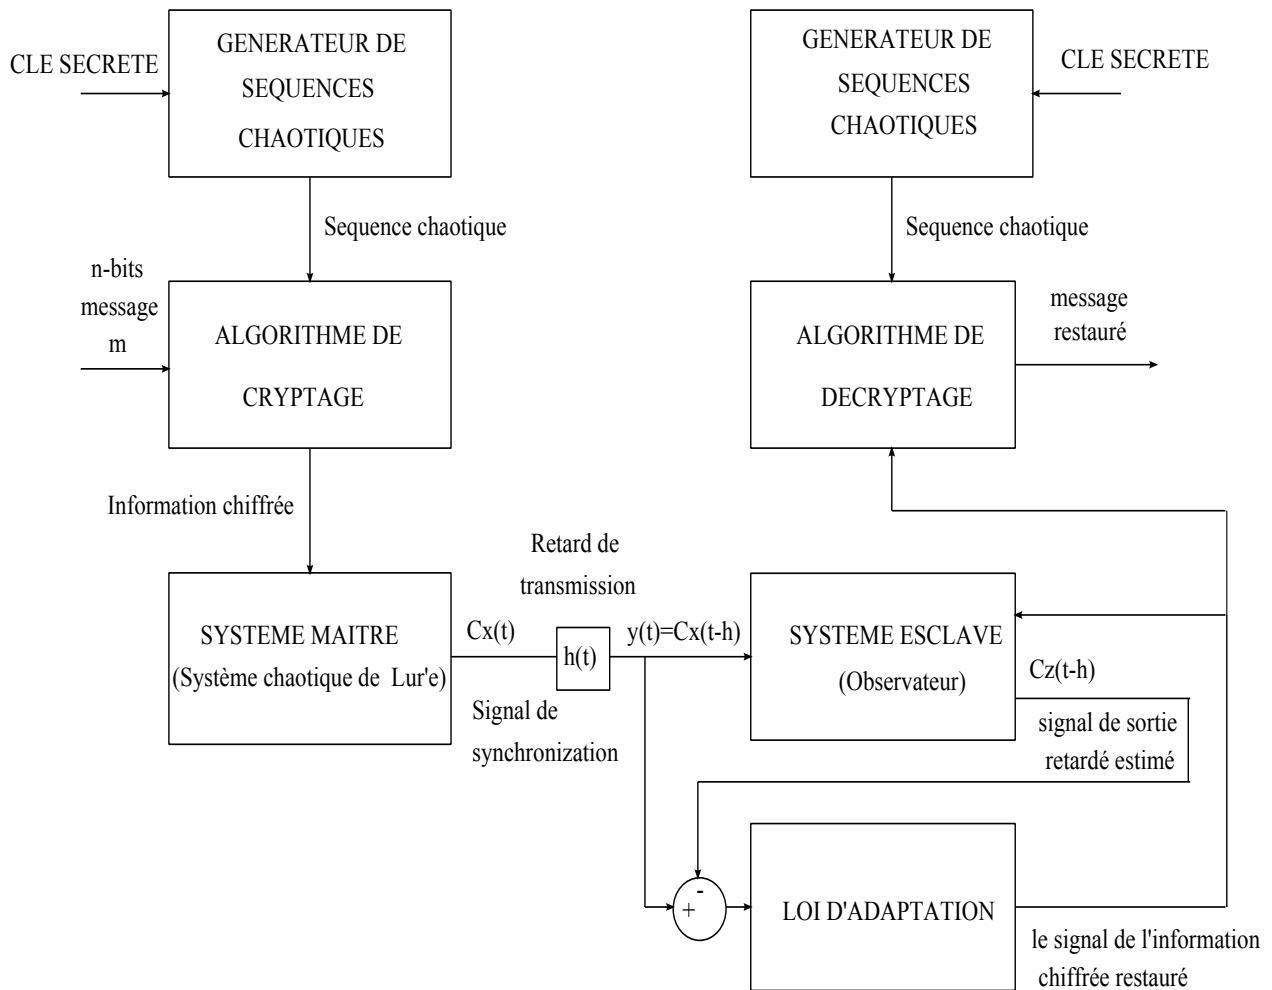 CLE SECRETE
GENERATEUR DE
SEQUENCES
CHAOTIQUES
GENERATEUR DE
SEQUENCES
CHAOTIQUES
CLE SECRETE
Sequence chaotique
Sequence chaotique
n-bits
message
m
ALGORITHME DE
CRYPTAGE
ALGORITHME DE
DECRYPTAGE
message
restauré
Information chiffrée
Retard de
transmission
SYSTEME MAITRE
(Système chaotique de Lur'e)
Cx(t)
h(t)
y(t)=Cx(t-h)
Signal de
synchronization
SYSTEME ESCLAVE
(Observateur)
Cz(t-h)
signal de sortie
retardé estimé
-
+
LOI D'ADAPTATION
le signal de l'information
chiffrée restauré